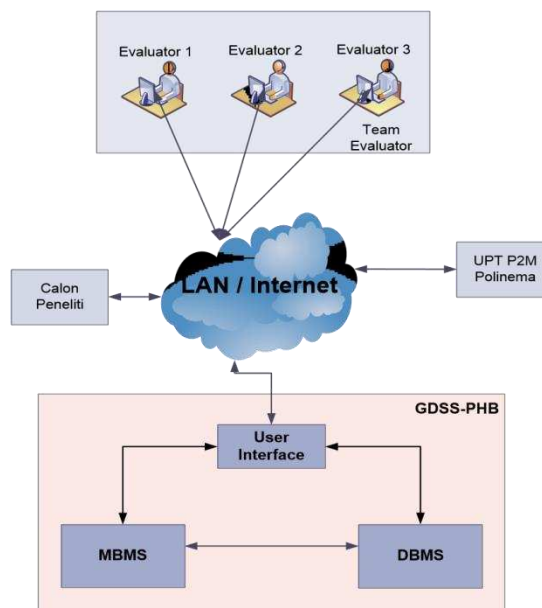 Evaluator 1
Evaluator 2
Evaluator 3
Team
Evaluator
LAN / Internet
Calon
Peneliti
UPT P2M
Polinema
GDSS-PHB
User
Interface
MBMS
DBMS